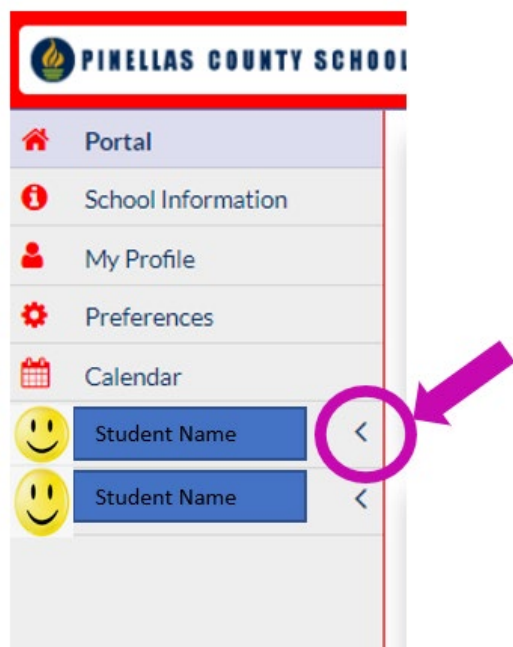 PINELLAS COUNTY SCHOOL
Portal
School Information
My Profile
Preferences
Calendar
Student Name
Student Name